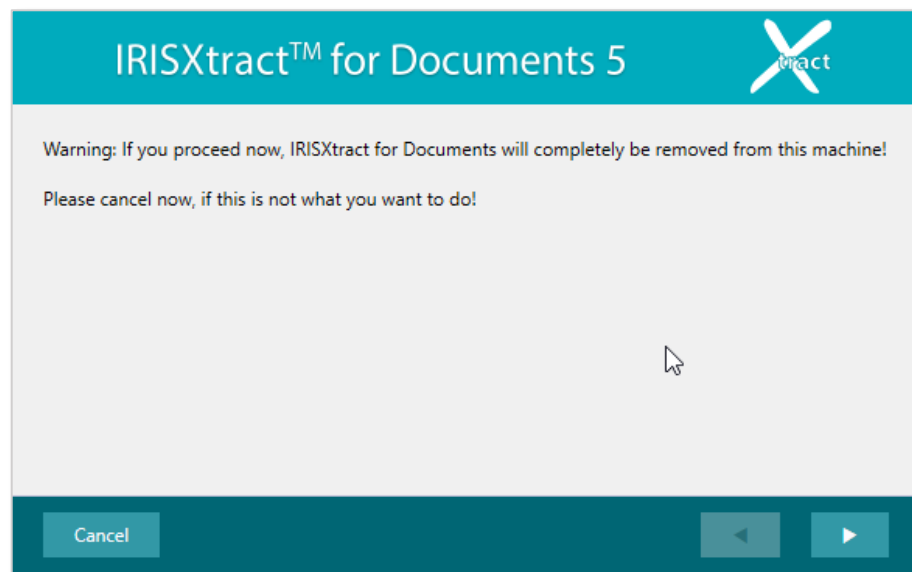 IRISXtract™ for Documents 5
Xtract
Warning: If you proceed now, IRISXtract for Documents will completely be removed from this machine!
Please cancel now, if this is not what you want to do!
Cancel